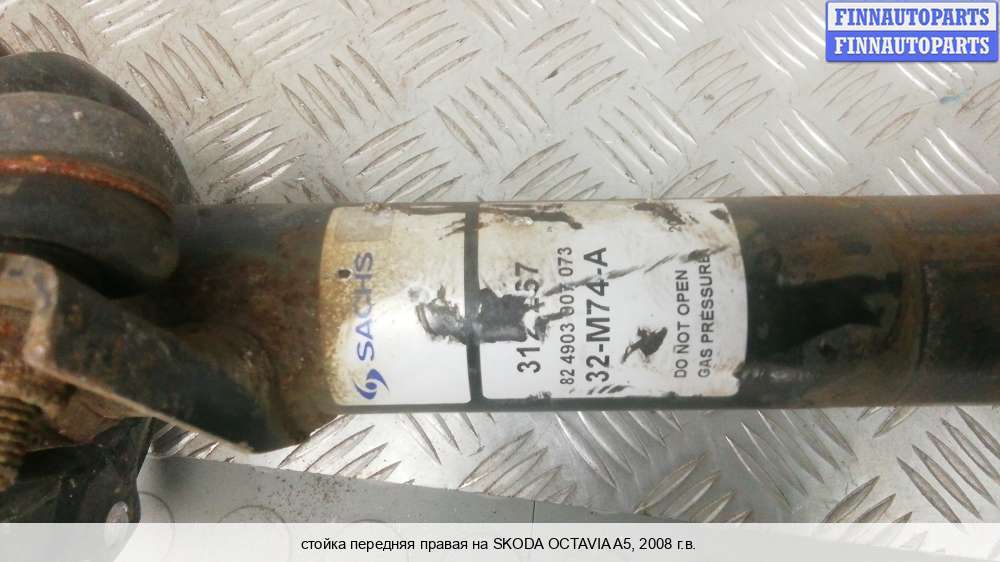 FINNAUTOPARTS
FINNAUTOPARTS
SACHS
82 4903 907 073
32-M74-A
DO NOT OPEN
GAS PRESSURE
стойка передняя правая на SKODA OCTAVIA A5, 2008 г.в.